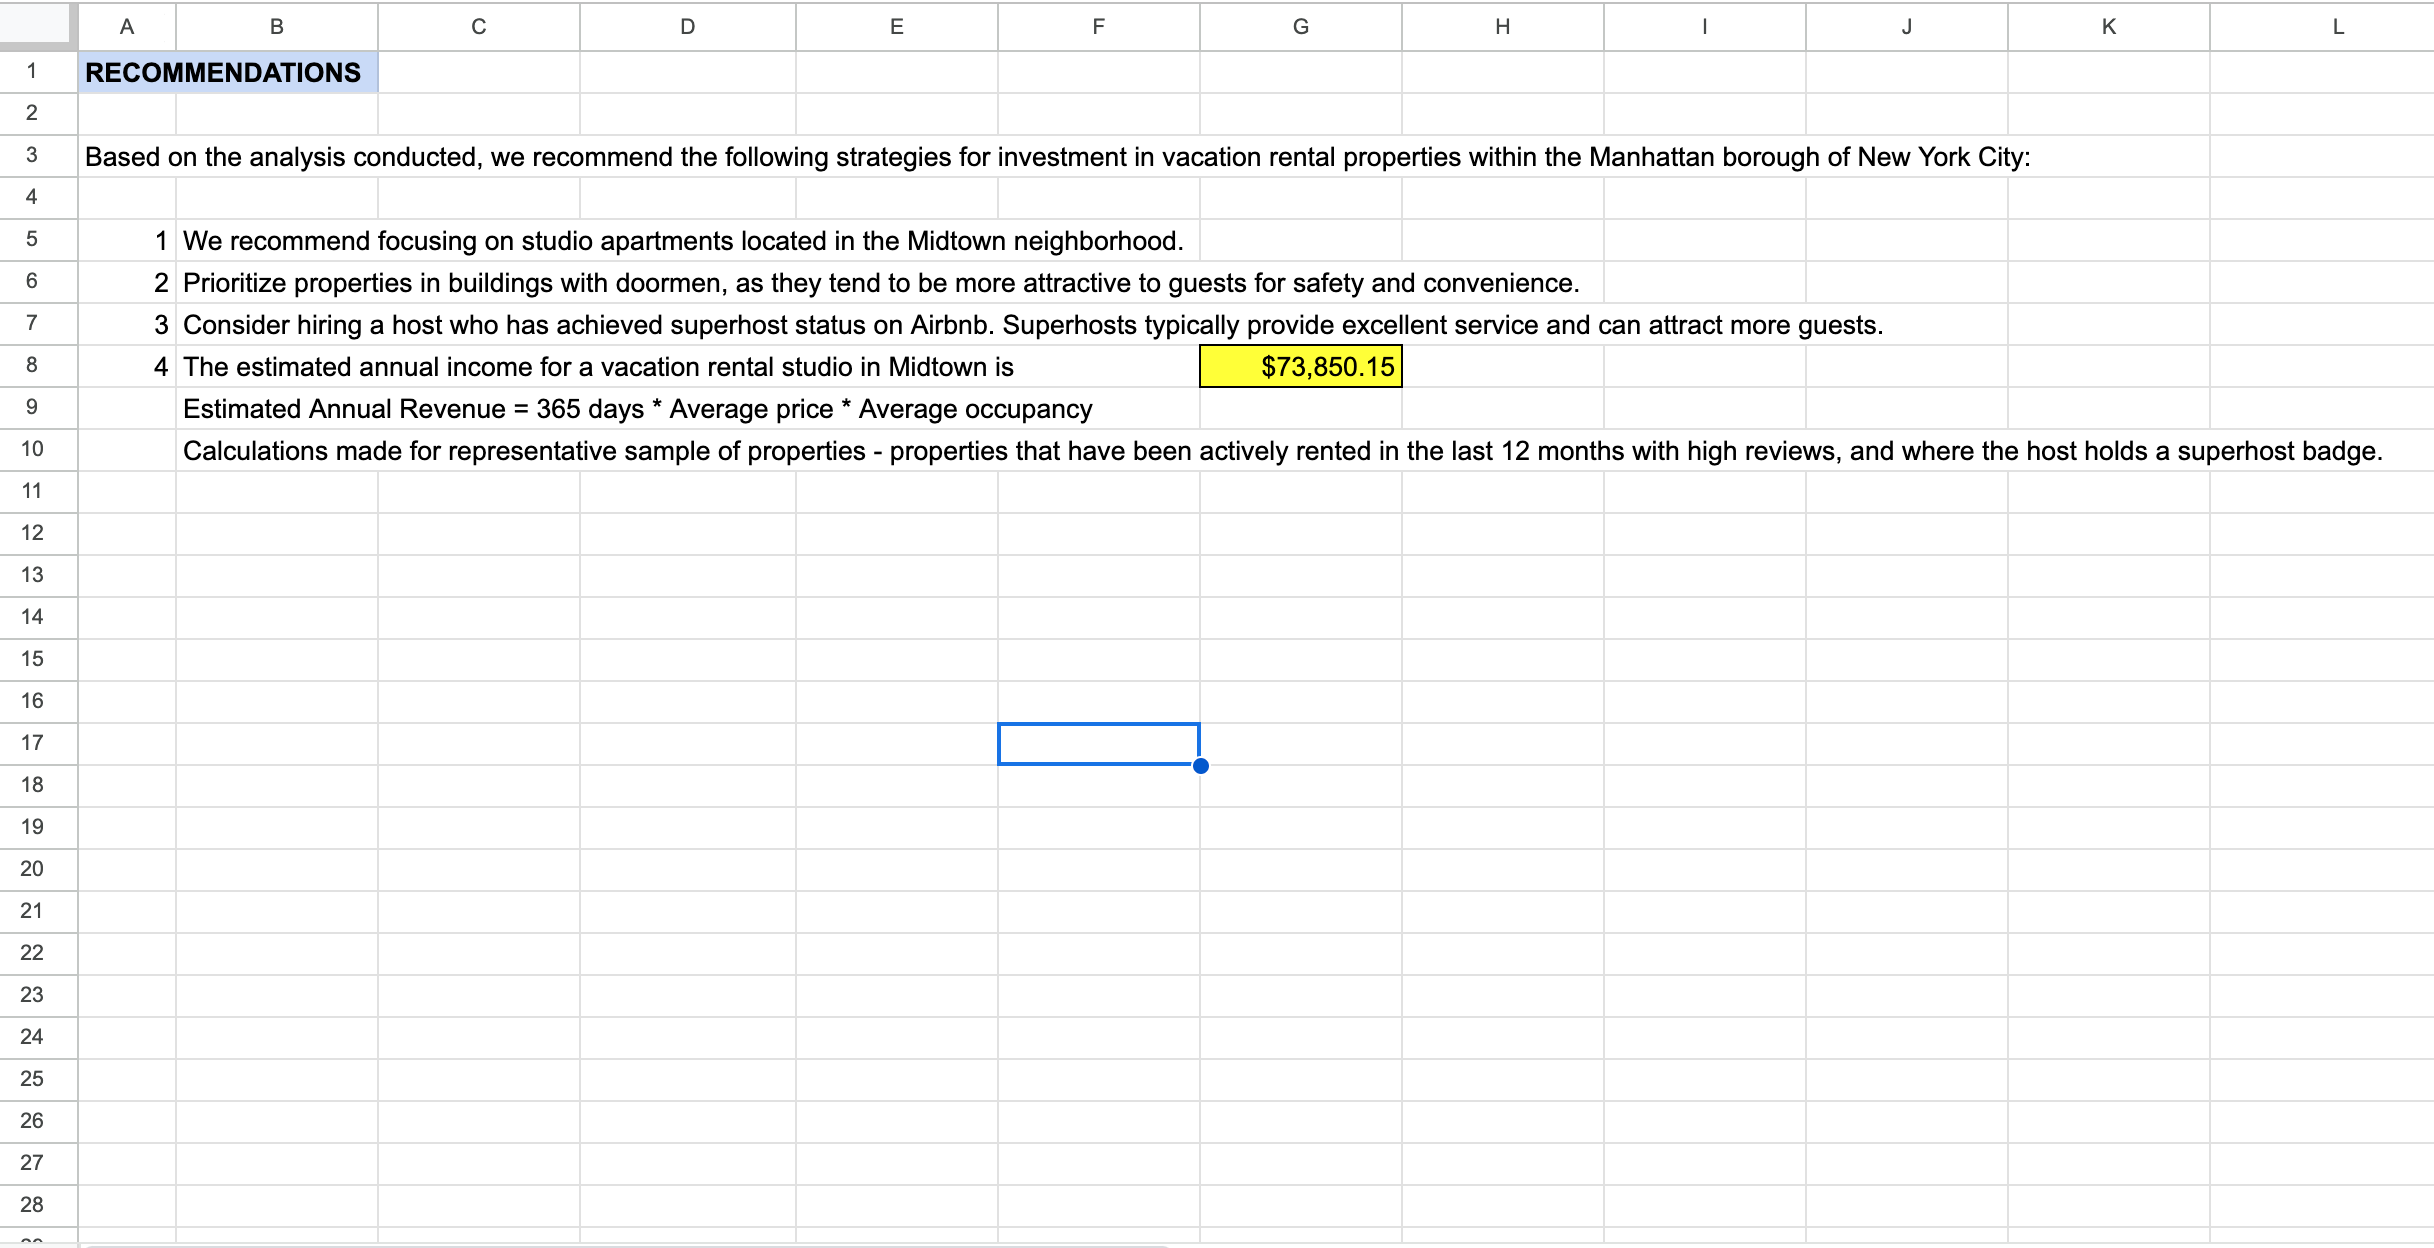 A B C D E F G H I J K L
1 RECOMMENDATIONS
2
3 Based on the analysis conducted, we recommend the following strategies for investment in vacation rental properties within the Manhattan borough of New York City:
4
5 1 We recommend focusing on studio apartments located in the Midtown neighborhood.
6 2 Prioritize properties in buildings with doormen, as they tend to be more attractive to guests for safety and convenience.
7 3 Consider hiring a host who has achieved superhost status on Airbnb. Superhosts typically provide excellent service and can attract more guests.
8 4 The estimated annual income for a vacation rental studio in Midtown is $73,850.15
9 Estimated Annual Revenue = 365 days * Average price * Average occupancy
10 Calculations made for representative sample of properties - properties that have been actively rented in the last 12 months with high reviews, and where the host holds a superhost badge.
11
12
13
14
15
16
17
18
19
20
21
22
23
24
25
26
27
28